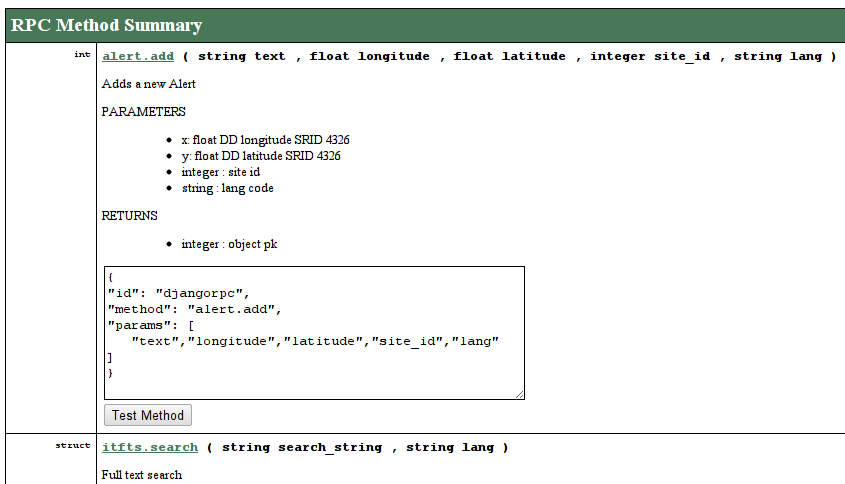 RPC Method Summary
int alert.add ( string text , float longitude , float latitude , integer site_id , string lang )
Adds a new Alert
PARAMETERS
• x: float DD longitude SRID 4326
• y: float DD latitude SRID 4326
• integer : site id
• string : lang code
RETURNS
• integer : object pk
{
"id": "djangorpc",
"method": "alert.add",
"params": [
"text","longitude","latitude","site_id","lang"
]
}
Test Method
struct itfts.search ( string search_string , string lang )
Full text search